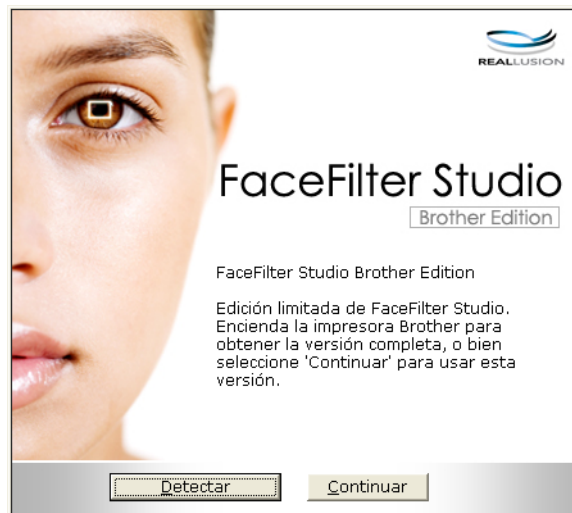 REALLUSION
FaceFilter Studio
Brother Edition
FaceFilter Studio Brother Edition
Edición limitada de FaceFilter Studio.
Encienda la impresora Brother para
obtener la versión completa, o bien
seleccione 'Continuar' para usar esta
versión.
Detectar
Continuar